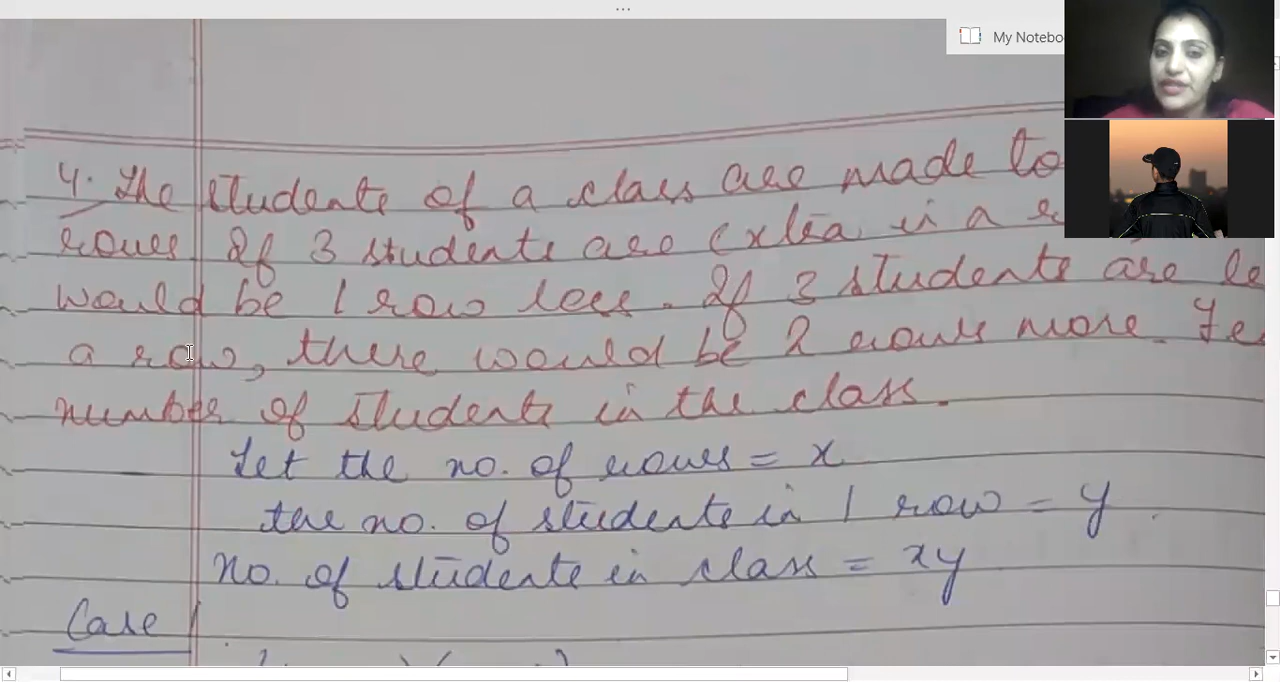 My Notebo
4. The students of a class are made to
rows If 3 students are extra in a r
would be 1 row less. If 3 students are le
a row, there would be 2 rows more. Fe
number of students in the class.
Let the no. of rows = x
the no. of students in 1 row = y
No. of students in class = xy
Case 1